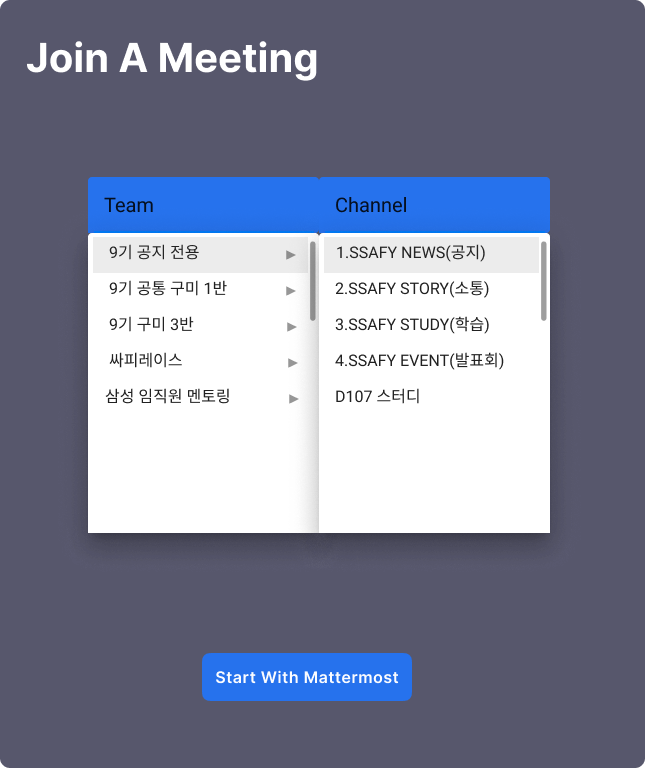 Join A Meeting
Team
Channel
9기 공지 전용
1.SSAFY NEWS(공지)
9기 공통 구미 1반
2.SSAFY STORY(소통)
9기 구미 3반
3.SSAFY STUDY(학습)
싸피레이스
4.SSAFY EVENT(발표회)
삼성 임직원 멘토링
D107 스터디
Start With Mattermost